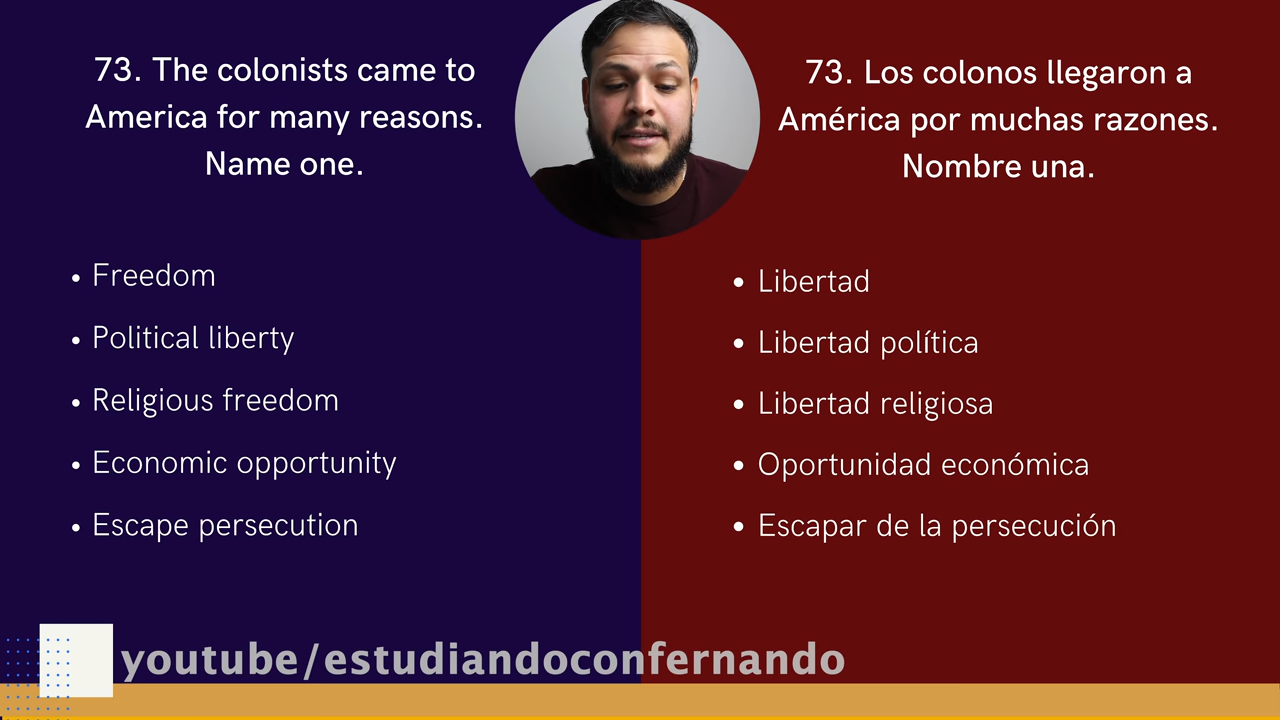 73. The colonists came to
America for many reasons.
Name one.
• Freedom
• Political liberty
• Religious freedom
• Economic opportunity
• Escape persecution
73. Los colonos llegaron a
América por muchas razones.
Nombre una.
• Libertad
• Libertad política
• Libertad religiosa
• Oportunidad económica
• Escapar de la persecución
youtube/estudiandoconfernando